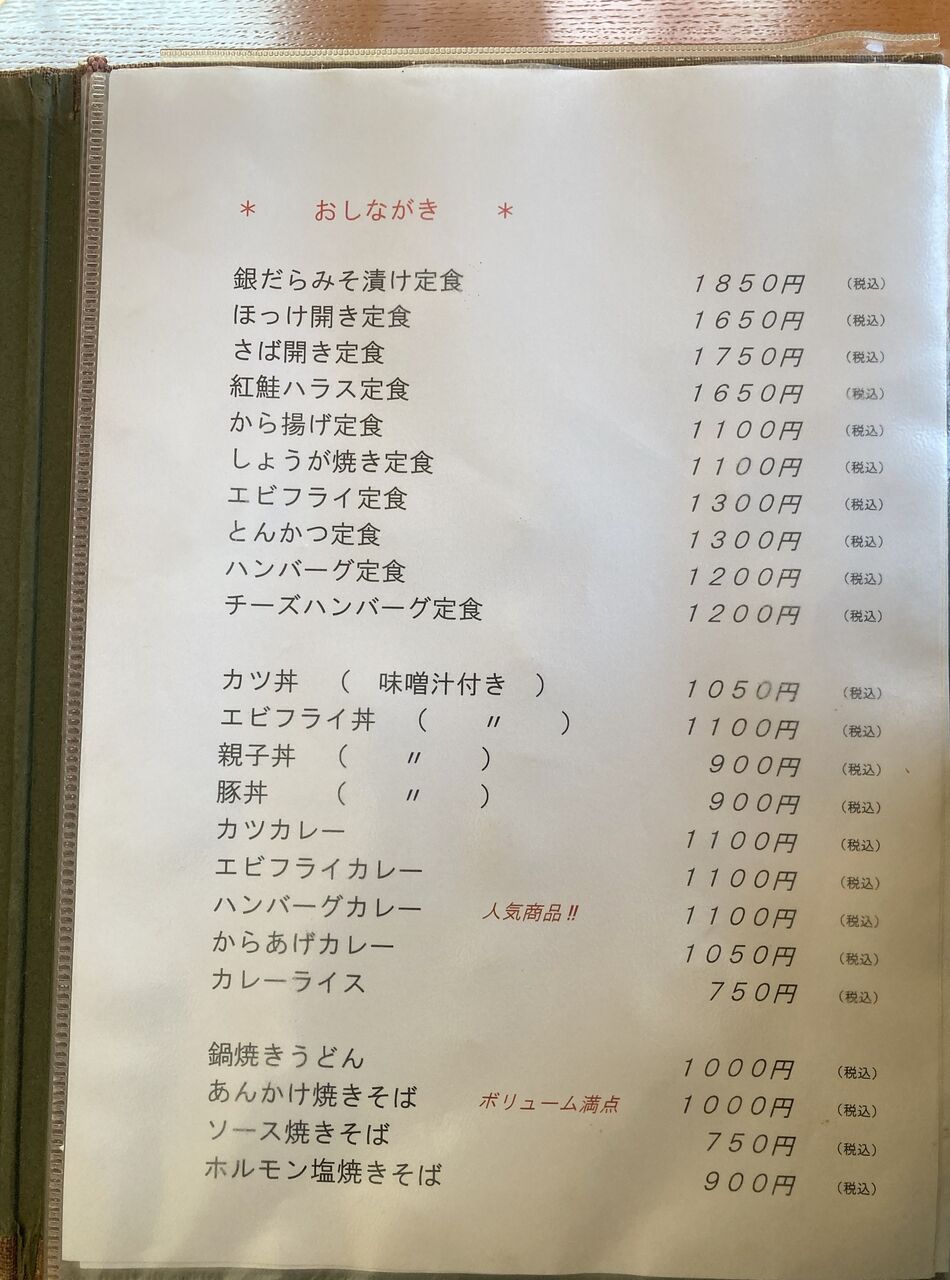 ＊　おしながき　＊
銀だらみそ漬け定食　１８５０円　（税込）
ほっけ開き定食　１６５０円　（税込）
さば開き定食　１７５０円　（税込）
紅鮭ハラス定食　１６５０円　（税込）
から揚げ定食　１１００円　（税込）
しょうが焼き定食　１１００円　（税込）
エビフライ定食　１３００円　（税込）
とんかつ定食　１３００円　（税込）
ハンバーグ定食　１２００円　（税込）
チーズハンバーグ定食　１２００円　（税込）
カツ丼　（　味噌汁付き　）　１０５０円　（税込）
エビフライ丼　（　〃　）　１１００円　（税込）
親子丼　（　〃　）　９００円　（税込）
豚丼　（　〃　）　９００円　（税込）
カツカレー　１１００円　（税込）
エビフライカレー　１１００円　（税込）
ハンバーグカレー　人気商品!!　１１００円　（税込）
からあげカレー　１０５０円　（税込）
カレーライス　７５０円　（税込）
鍋焼きうどん　１０００円　（税込）
あんかけ焼きそば　ボリューム満点　１０００円　（税込）
ソース焼きそば　７５０円　（税込）
ホルモン塩焼きそば　９００円　（税込）